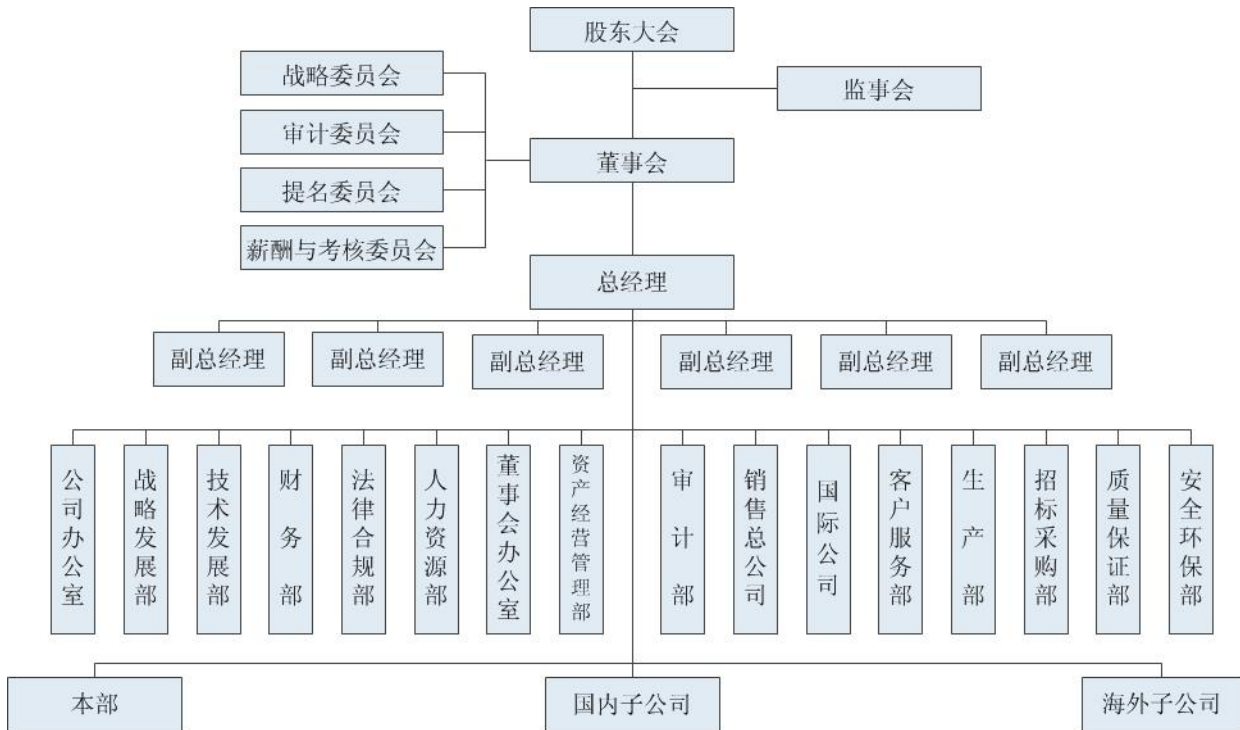 股东大会
战略委员会
监事会
审计委员会
董事会
提名委员会
薪酬与考核委员会
总经理
副总经理
副总经理
副总经理
副总经理
副总经理
副总经理
公司办公室
战略发展部
技术发展部
财务部
法律合规部
人力资源部
董事会办公室
资产经营管理部
审计部
销售总公司
国际公司
客户服务部
生产部
招标采购部
质量保证部
安全环保部
本部
国内子公司
海外子公司